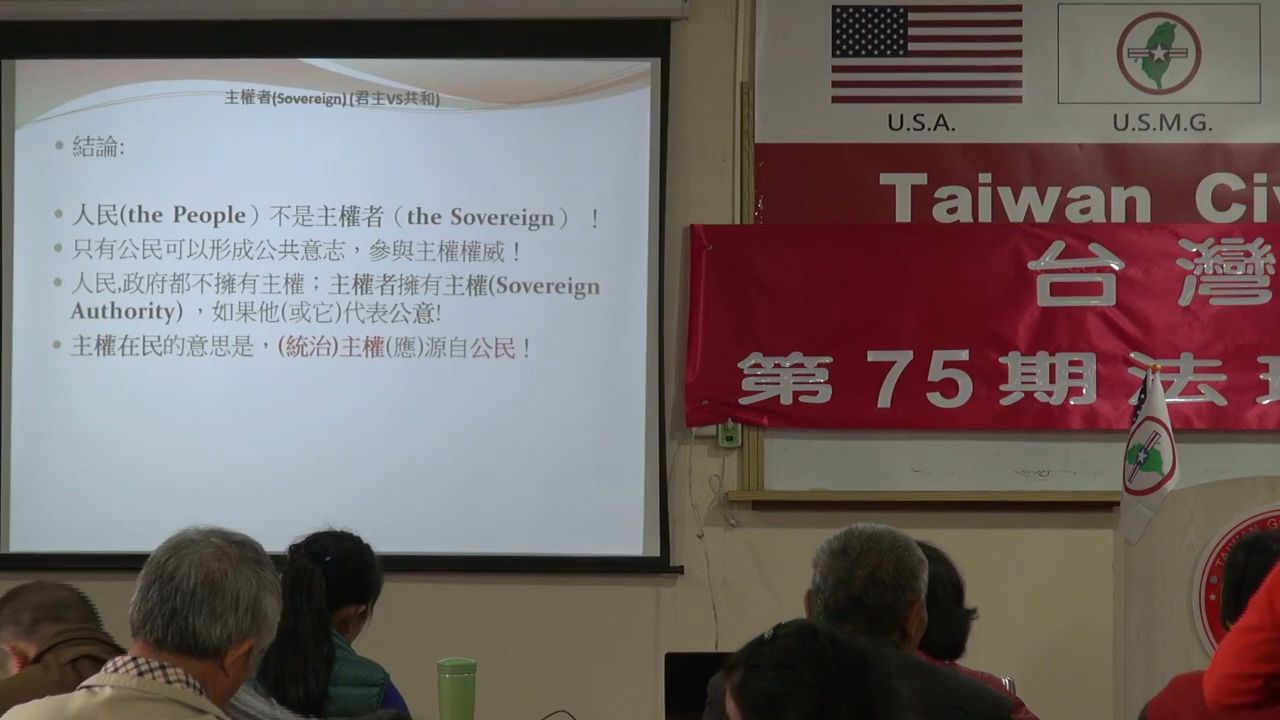 主權者(Sovereign) (君主VS共和)
• 結論:
• 人民(the People）不是主權者（the Sovereign） ！
• 只有公民可以形成公共意志，參與主權權威！
• 人民,政府都不擁有主權；主權者擁有主權(Sovereign
Authority) ，如果他(或它)代表公意!
• 主權在民的意思是，(統治)主權(應)源自公民！
U.S.A.
U.S.M.G.
Taiwan Ci
台灣
第75期法
TAIWAN G